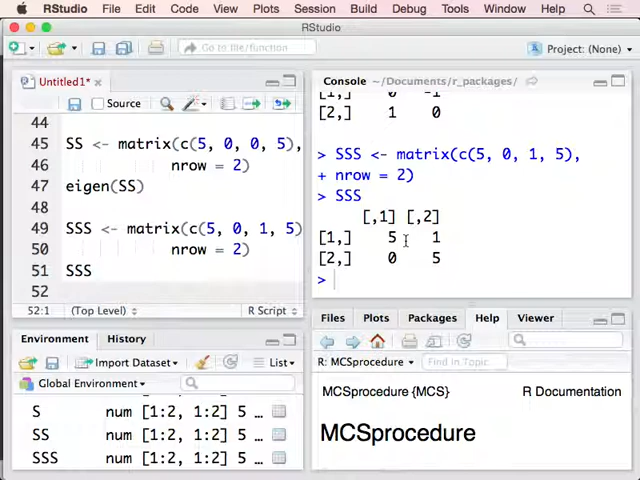 RStudio File Edit Code View Plots Session Build Debug Tools Window Help
RStudio
Go to file/function Project: (None)
Untitled1* ×
Source
44
45 SS <- matrix(c(5, 0, 0, 5),
46 nrow = 2)
47 eigen(SS)
48
49 SSS <- matrix(c(5, 0, 1, 5)
50 nrow = 2)
51 SSS
52
(Top Level) R Script
Console ~/Documents/r_packages/
[1,] 0 -1
[2,] 1 0
> SSS <- matrix(c(5, 0, 1, 5),
+ nrow = 2)
> SSS
[,1] [,2]
[1,] 5 1
[2,] 0 5
>
Environment History
Import Dataset List
Global Environment
S num [1:2, 1:2] 5 …
SS num [1:2, 1:2] 5 …
SSS num [1:2, 1:2] 5 …
Files Plots Packages Help Viewer
R: MCSprocedure Find in Topic
MCSprocedure {MCS} R Documentation
MCSprocedure